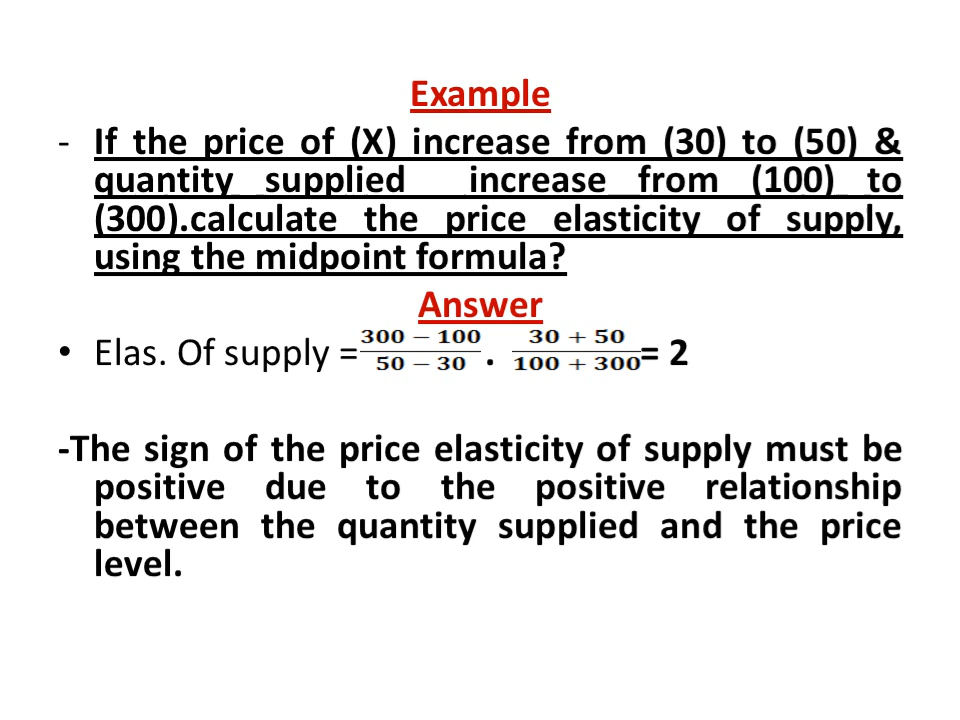 Example
- If the price of (X) increase from (30) to (50) &
quantity supplied increase from (100) to
(300).calculate the price elasticity of supply,
using the midpoint formula?
Answer
• Elas. Of supply = 300 − 100 / 50 − 30 . 30 + 50 / 100 + 300 = 2
-The sign of the price elasticity of supply must be
positive due to the positive relationship
between the quantity supplied and the price
level.